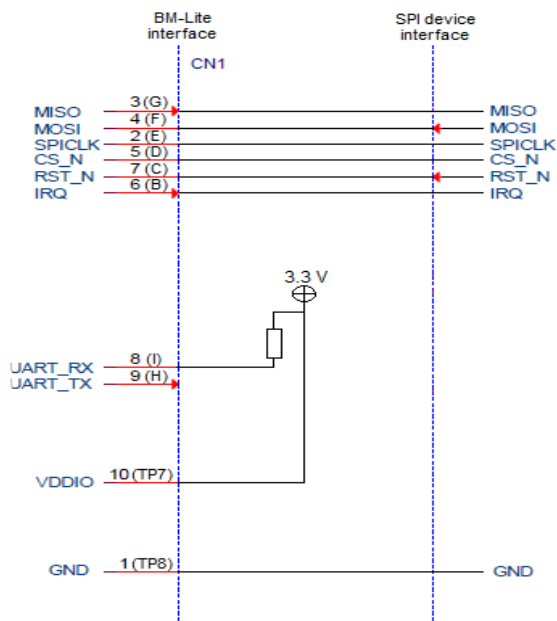 BM-Lite
interface
SPI device
interface
CN1
MISO 3 (G) MISO
MOSI 4 (F) MOSI
SPICLK 2 (E) SPICLK
CS_N 5 (D) CS_N
RST_N 7 (C) RST_N
IRQ 6 (B) IRQ
3.3 V
UART_RX 8 (I)
UART_TX 9 (H)
VDDIO 10 (TP7)
GND 1 (TP8) GND